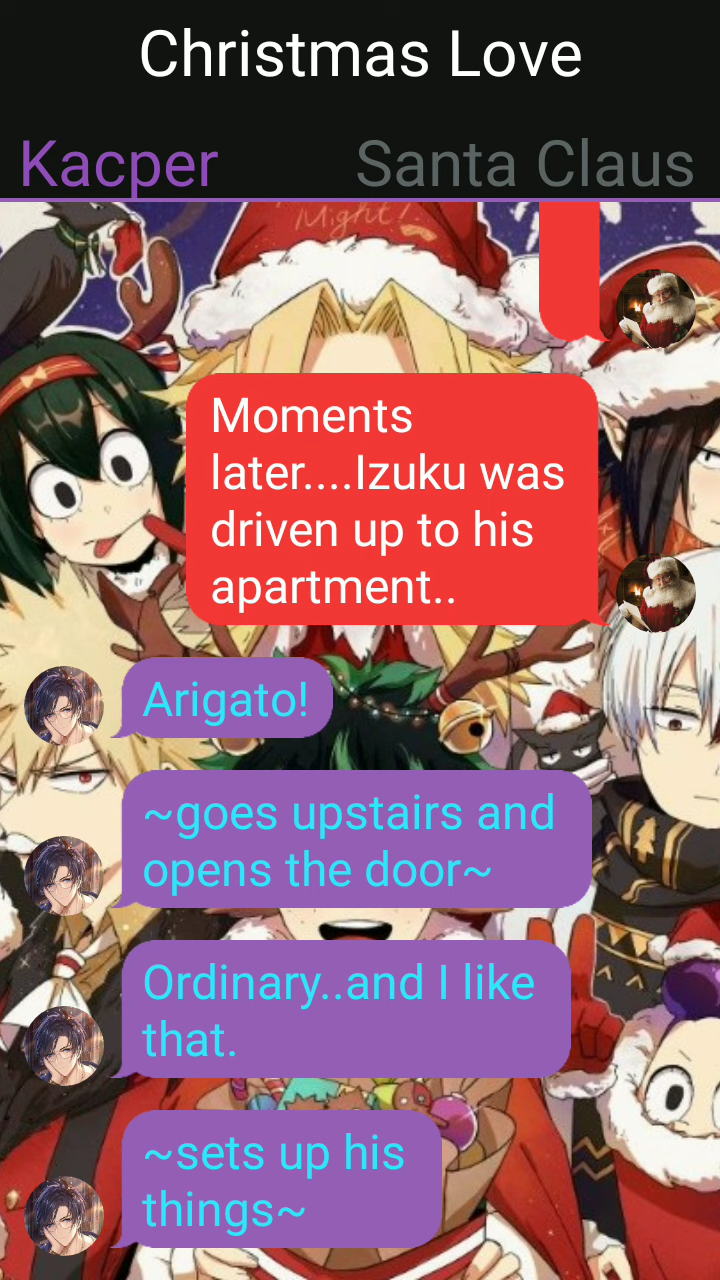 Christmas Love
Kacper
Santa Claus
Might!
Moments
later....Izuku was
driven up to his
apartment..
Arigato!
~goes upstairs and
opens the door~
Ordinary..and I like
that.
~sets up his
things~